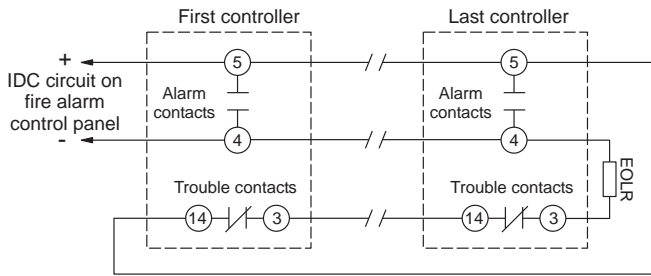 First controller
Last controller
+
5
5
IDC circuit on
fire alarm
control panel
Alarm
contacts
Alarm
contacts
-
4
4
EOLR
Trouble contacts
Trouble contacts
14
3
14
3